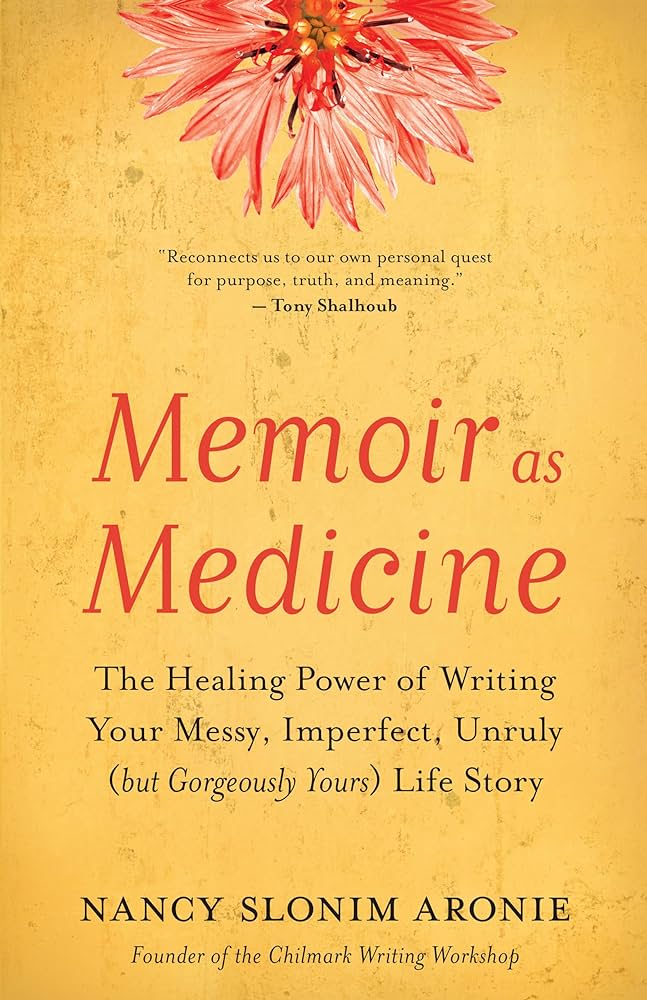 “Reconnects us to our own personal quest
for purpose, truth, and meaning.”
— Tony Shalhoub
Memoir as
Medicine
The Healing Power of Writing
Your Messy, Imperfect, Unruly
(but Gorgeously Yours) Life Story
NANCY SLONIM ARONIE
Founder of the Chilmark Writing Workshop